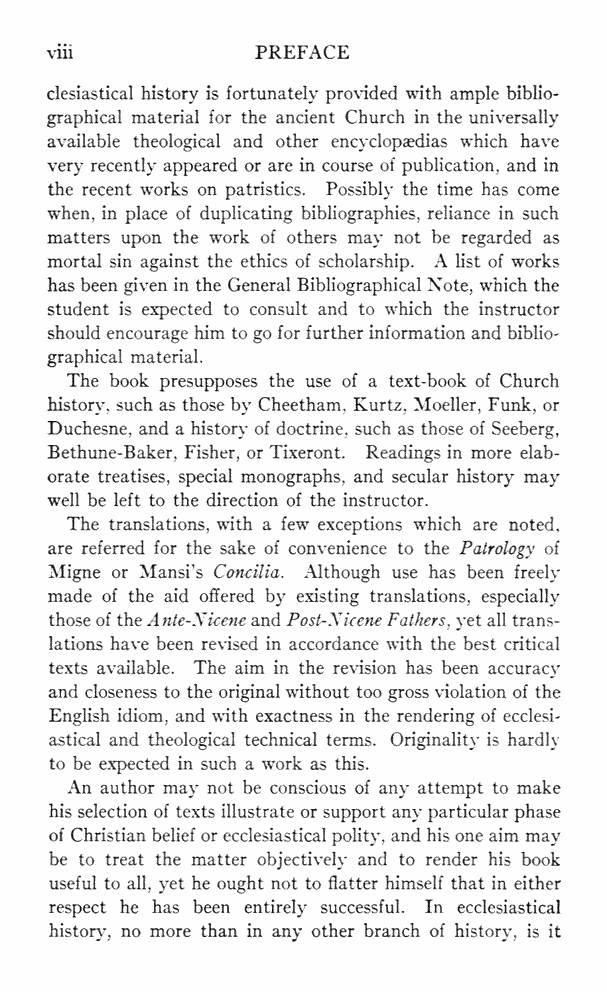 viii PREFACE
clesiastical history is fortunately provided with ample biblio-
graphical material for the ancient Church in the universally
available theological and other encyclopædias which have
very recently appeared or are in course of publication, and in
the recent works on patristics. Possibly the time has come
when, in place of duplicating bibliographies, reliance in such
matters upon the work of others may not be regarded as
mortal sin against the ethics of scholarship. A list of works
has been given in the General Bibliographical Note, which the
student is expected to consult and to which the instructor
should encourage him to go for further information and biblio-
graphical material.
The book presupposes the use of a text-book of Church
history, such as those by Cheetham, Kurtz, Moeller, Funk, or
Duchesne, and a history of doctrine, such as those of Seeberg,
Bethune-Baker, Fisher, or Tixeront. Readings in more elab-
orate treatises, special monographs, and secular history may
well be left to the direction of the instructor.
The translations, with a few exceptions which are noted,
are referred for the sake of convenience to the Patrology of
Migne or Mansi's Concilia. Although use has been freely
made of the aid offered by existing translations, especially
those of the Ante-Nicene and Post-Nicene Fathers, yet all trans-
lations have been revised in accordance with the best critical
texts available. The aim in the revision has been accuracy
and closeness to the original without too gross violation of the
English idiom, and with exactness in the rendering of ecclesi-
astical and theological technical terms. Originality is hardly
to be expected in such a work as this.
An author may not be conscious of any attempt to make
his selection of texts illustrate or support any particular phase
of Christian belief or ecclesiastical polity, and his one aim may
be to treat the matter objectively and to render his book
useful to all, yet he ought not to flatter himself that in either
respect he has been entirely successful. In ecclesiastical
history, no more than in any other branch of history, is it